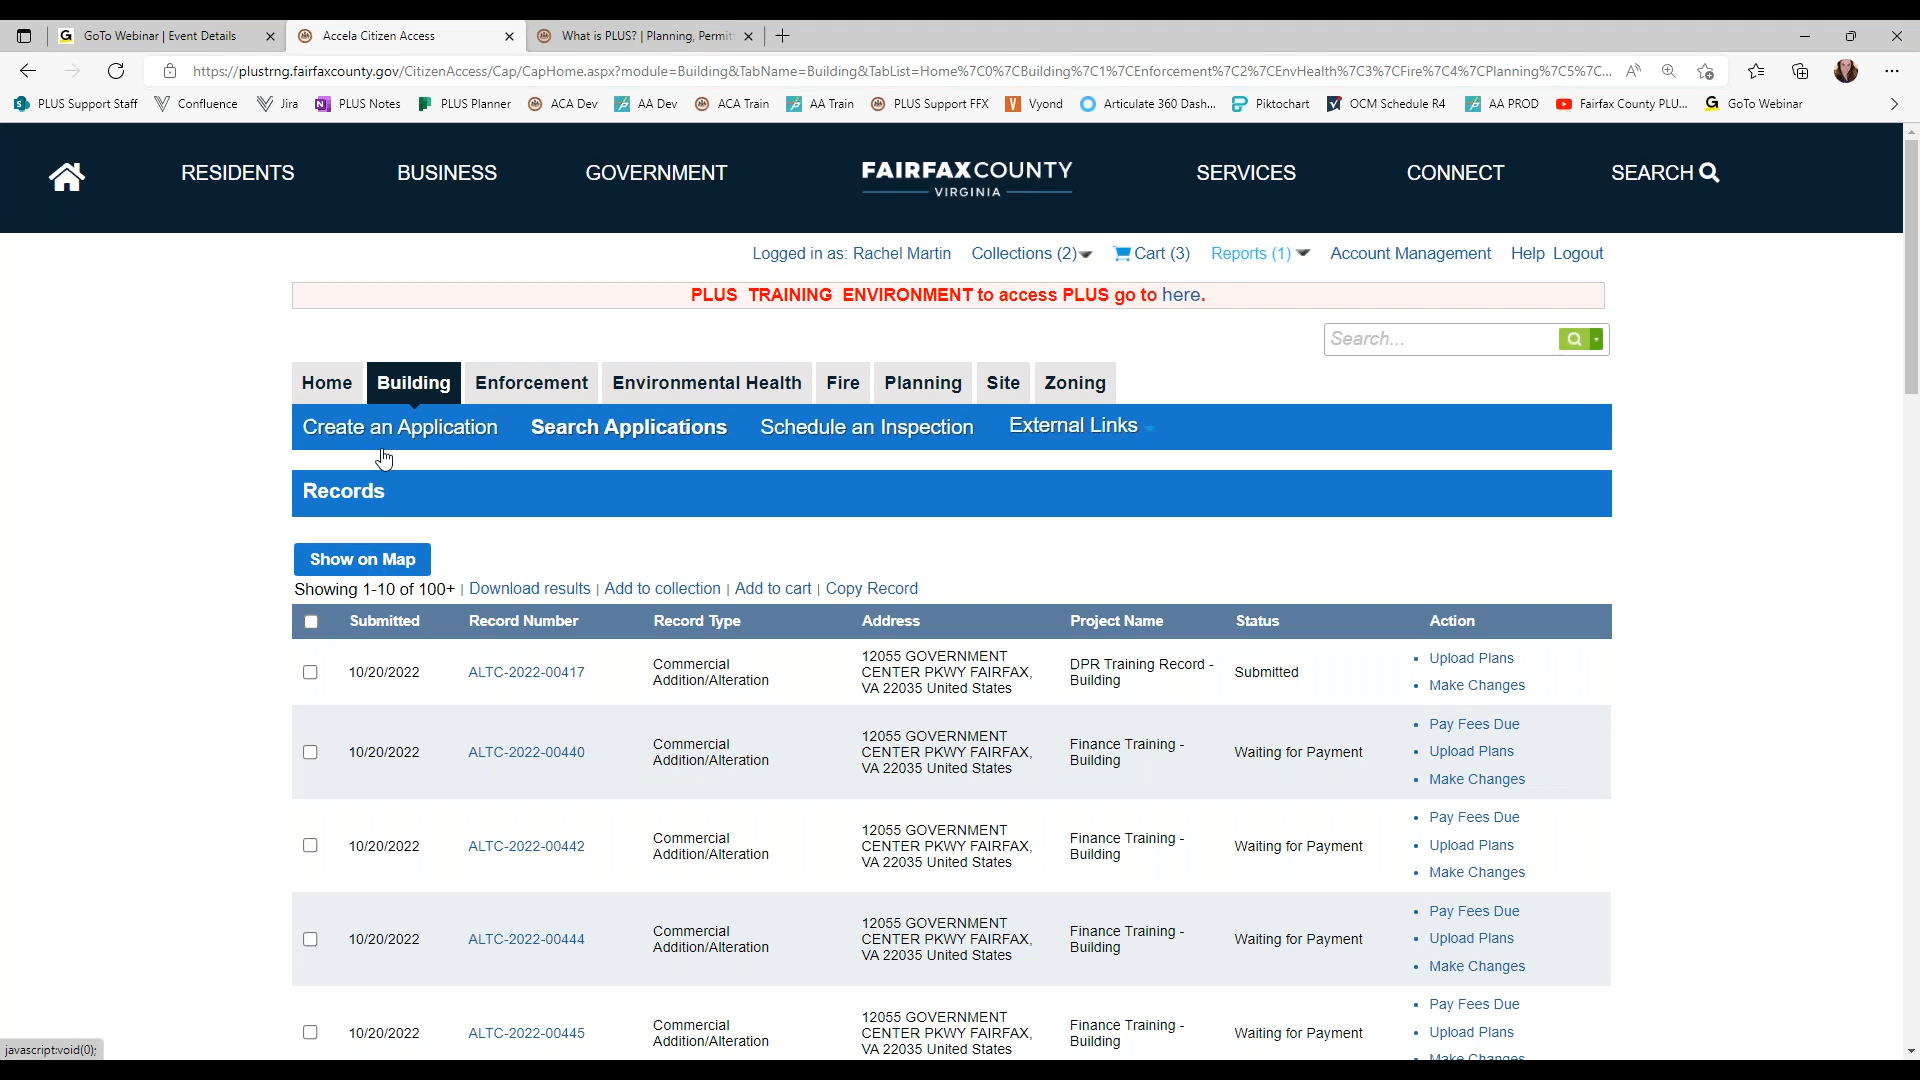 GoTo Webinar | Event Details
Accela Citizen Access
What is PLUS? | Planning, Permit
https://plustrng.fairfaxcounty.gov/CitizenAccess/Cap/CapHome.aspx?module=Building&TabName=Building&TabList=Home%7C0%7CBuilding%7C1%7CEnforcement%7C2%7CEnvHealth%7C3%7CFire%7C4%7CPlanning%7C5%7C...
PLUS Support Staff Confluence Jira PLUS Notes PLUS Planner ACA Dev AA Dev ACA Train AA Train PLUS Support FFX Vyond Articulate 360 Dash... Piktochart OCM Schedule R4 AA PROD Fairfax County PLU... GoTo Webinar
RESIDENTS BUSINESS GOVERNMENT FAIRFAX COUNTY SERVICES CONNECT SEARCH
VIRGINIA
Logged in as: Rachel Martin Collections (2) Cart (3) Reports (1) Account Management Help Logout
PLUS TRAINING ENVIRONMENT to access PLUS go to here.
Search...
Home Building Enforcement Environmental Health Fire Planning Site Zoning
Create an Application Search Applications Schedule an Inspection External Links
Records
Show on Map
Showing 1-10 of 100+ | Download results | Add to collection | Add to cart | Copy Record
Submitted Record Number Record Type Address Project Name Status Action
10/20/2022
ALTC-2022-00417
Commercial
Addition/Alteration
12055 GOVERNMENT
CENTER PKWY FAIRFAX,
VA 22035 United States
DPR Training Record -
Building
Submitted
• Upload Plans
• Make Changes
10/20/2022
ALTC-2022-00440
Commercial
Addition/Alteration
12055 GOVERNMENT
CENTER PKWY FAIRFAX,
VA 22035 United States
Finance Training -
Building
Waiting for Payment
• Pay Fees Due
• Upload Plans
• Make Changes
10/20/2022
ALTC-2022-00442
Commercial
Addition/Alteration
12055 GOVERNMENT
CENTER PKWY FAIRFAX,
VA 22035 United States
Finance Training -
Building
Waiting for Payment
• Pay Fees Due
• Upload Plans
• Make Changes
10/20/2022
ALTC-2022-00444
Commercial
Addition/Alteration
12055 GOVERNMENT
CENTER PKWY FAIRFAX,
VA 22035 United States
Finance Training -
Building
Waiting for Payment
• Pay Fees Due
• Upload Plans
• Make Changes
10/20/2022
ALTC-2022-00445
Commercial
Addition/Alteration
12055 GOVERNMENT
CENTER PKWY FAIRFAX,
VA 22035 United States
Finance Training -
Building
Waiting for Payment
• Pay Fees Due
• Upload Plans
• Make Changes
javascript:void(0);